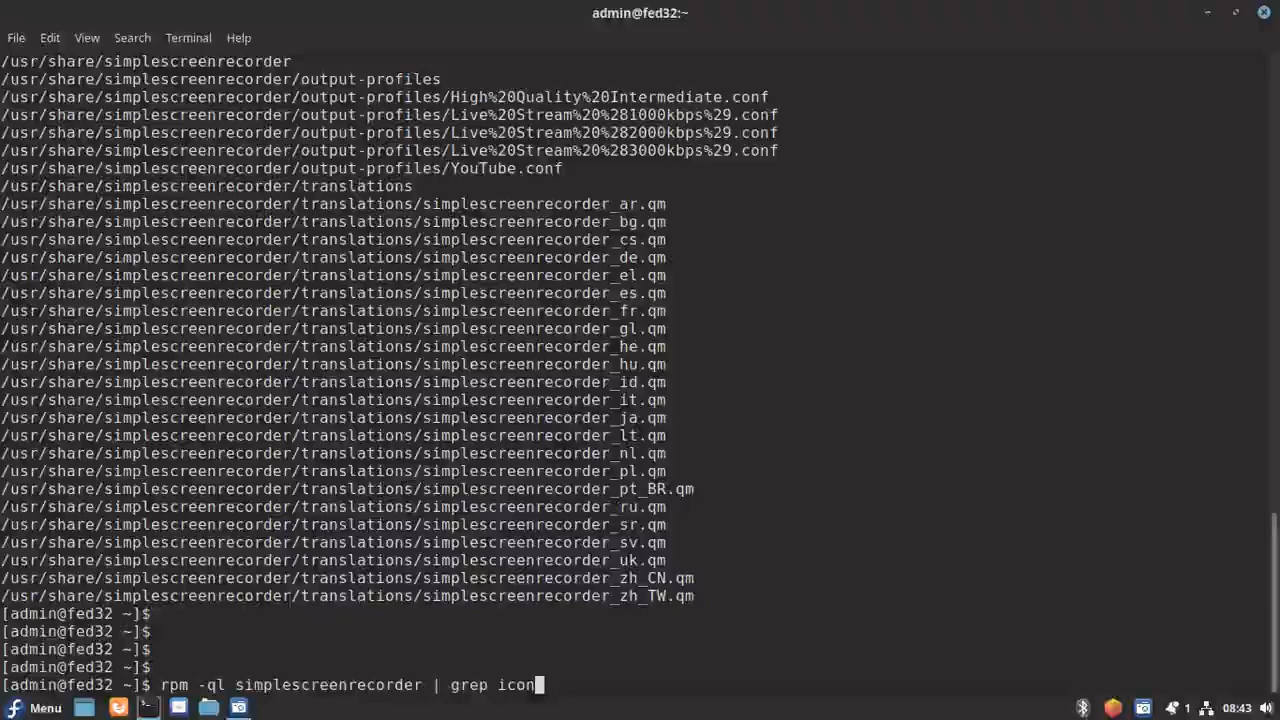 admin@fed32:~
File Edit View Search Terminal Help
/usr/share/simplescreenrecorder
/usr/share/simplescreenrecorder/output-profiles
/usr/share/simplescreenrecorder/output-profiles/High%20Quality%20Intermediate.conf
/usr/share/simplescreenrecorder/output-profiles/Live%20Stream%20%281000kbps%29.conf
/usr/share/simplescreenrecorder/output-profiles/Live%20Stream%20%282000kbps%29.conf
/usr/share/simplescreenrecorder/output-profiles/Live%20Stream%20%283000kbps%29.conf
/usr/share/simplescreenrecorder/output-profiles/YouTube.conf
/usr/share/simplescreenrecorder/translations
/usr/share/simplescreenrecorder/translations/simplescreenrecorder_ar.qm
/usr/share/simplescreenrecorder/translations/simplescreenrecorder_bg.qm
/usr/share/simplescreenrecorder/translations/simplescreenrecorder_cs.qm
/usr/share/simplescreenrecorder/translations/simplescreenrecorder_de.qm
/usr/share/simplescreenrecorder/translations/simplescreenrecorder_el.qm
/usr/share/simplescreenrecorder/translations/simplescreenrecorder_es.qm
/usr/share/simplescreenrecorder/translations/simplescreenrecorder_fr.qm
/usr/share/simplescreenrecorder/translations/simplescreenrecorder_gl.qm
/usr/share/simplescreenrecorder/translations/simplescreenrecorder_he.qm
/usr/share/simplescreenrecorder/translations/simplescreenrecorder_hu.qm
/usr/share/simplescreenrecorder/translations/simplescreenrecorder_id.qm
/usr/share/simplescreenrecorder/translations/simplescreenrecorder_it.qm
/usr/share/simplescreenrecorder/translations/simplescreenrecorder_ja.qm
/usr/share/simplescreenrecorder/translations/simplescreenrecorder_lt.qm
/usr/share/simplescreenrecorder/translations/simplescreenrecorder_nl.qm
/usr/share/simplescreenrecorder/translations/simplescreenrecorder_pl.qm
/usr/share/simplescreenrecorder/translations/simplescreenrecorder_pt_BR.qm
/usr/share/simplescreenrecorder/translations/simplescreenrecorder_ru.qm
/usr/share/simplescreenrecorder/translations/simplescreenrecorder_sr.qm
/usr/share/simplescreenrecorder/translations/simplescreenrecorder_sv.qm
/usr/share/simplescreenrecorder/translations/simplescreenrecorder_uk.qm
/usr/share/simplescreenrecorder/translations/simplescreenrecorder_zh_CN.qm
/usr/share/simplescreenrecorder/translations/simplescreenrecorder_zh_TW.qm
[admin@fed32 ~]$
[admin@fed32 ~]$
[admin@fed32 ~]$
[admin@fed32 ~]$
[admin@fed32 ~]$ rpm -ql simplescreenrecorder | grep icon
Menu 1 08:43